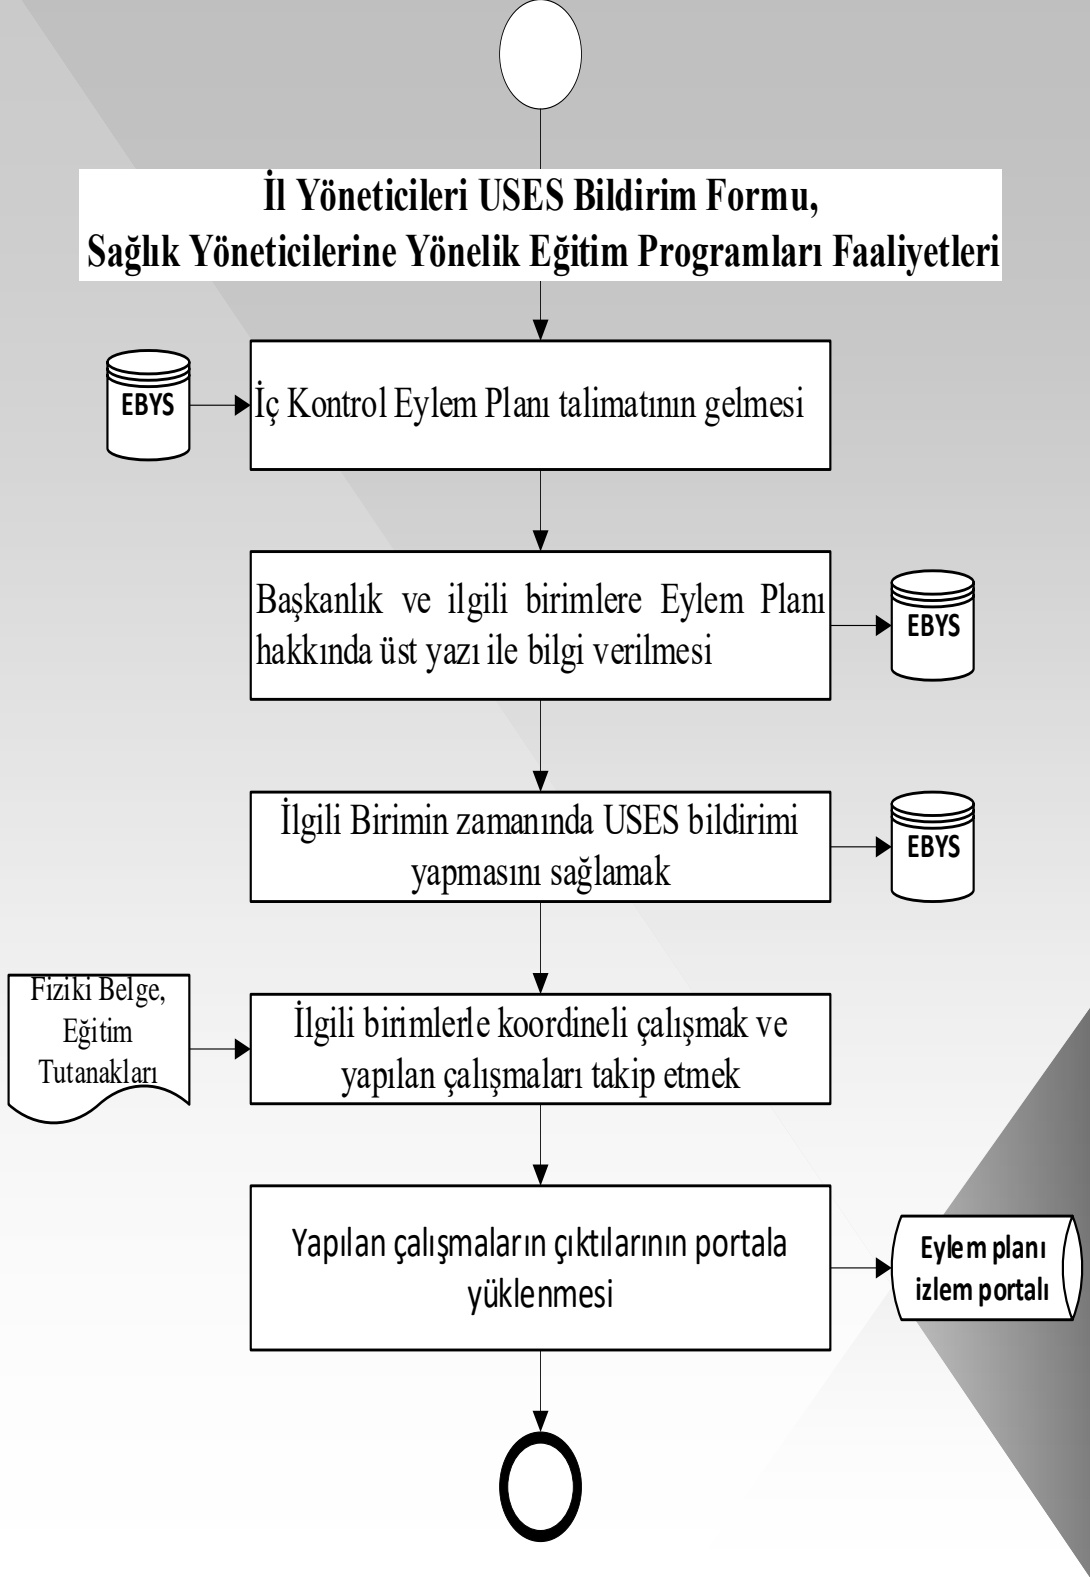 İl Yöneticileri USES Bildirim Formu,
Sağlık Yöneticilerine Yönelik Eğitim Programları Faaliyetleri
EBYS
İç Kontrol Eylem Planı talimatının gelmesi
Başkanlık ve ilgili birimlere Eylem Planı
hakkında üst yazı ile bilgi verilmesi
EBYS
İlgili Birimin zamanında USES bildirimi
yapmasını sağlamak
EBYS
Fiziki Belge,
Eğitim
Tutanakları
İlgili birimlerle koordineli çalışmak ve
yapılan çalışmaları takip etmek
Yapılan çalışmaların çıktılarının portala
yüklenmesi
Eylem planı
izlem portalı